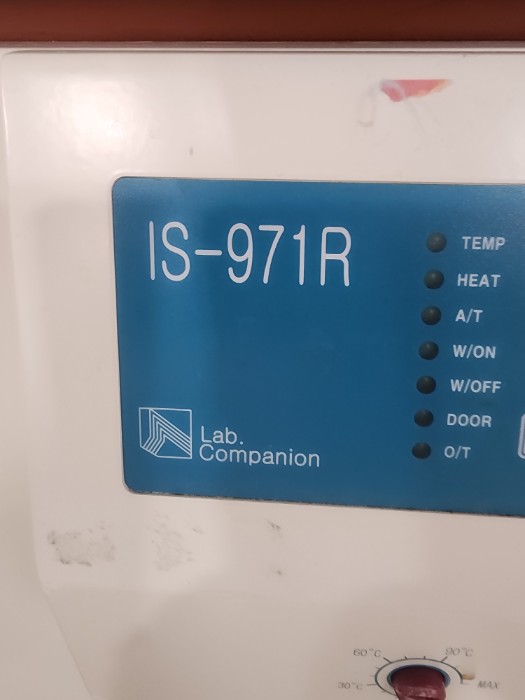 IS-971R
TEMP
HEAT
A/T
W/ON
W/OFF
DOOR
O/T
Lab.
Companion
60°C
90°C
30°C
MAX